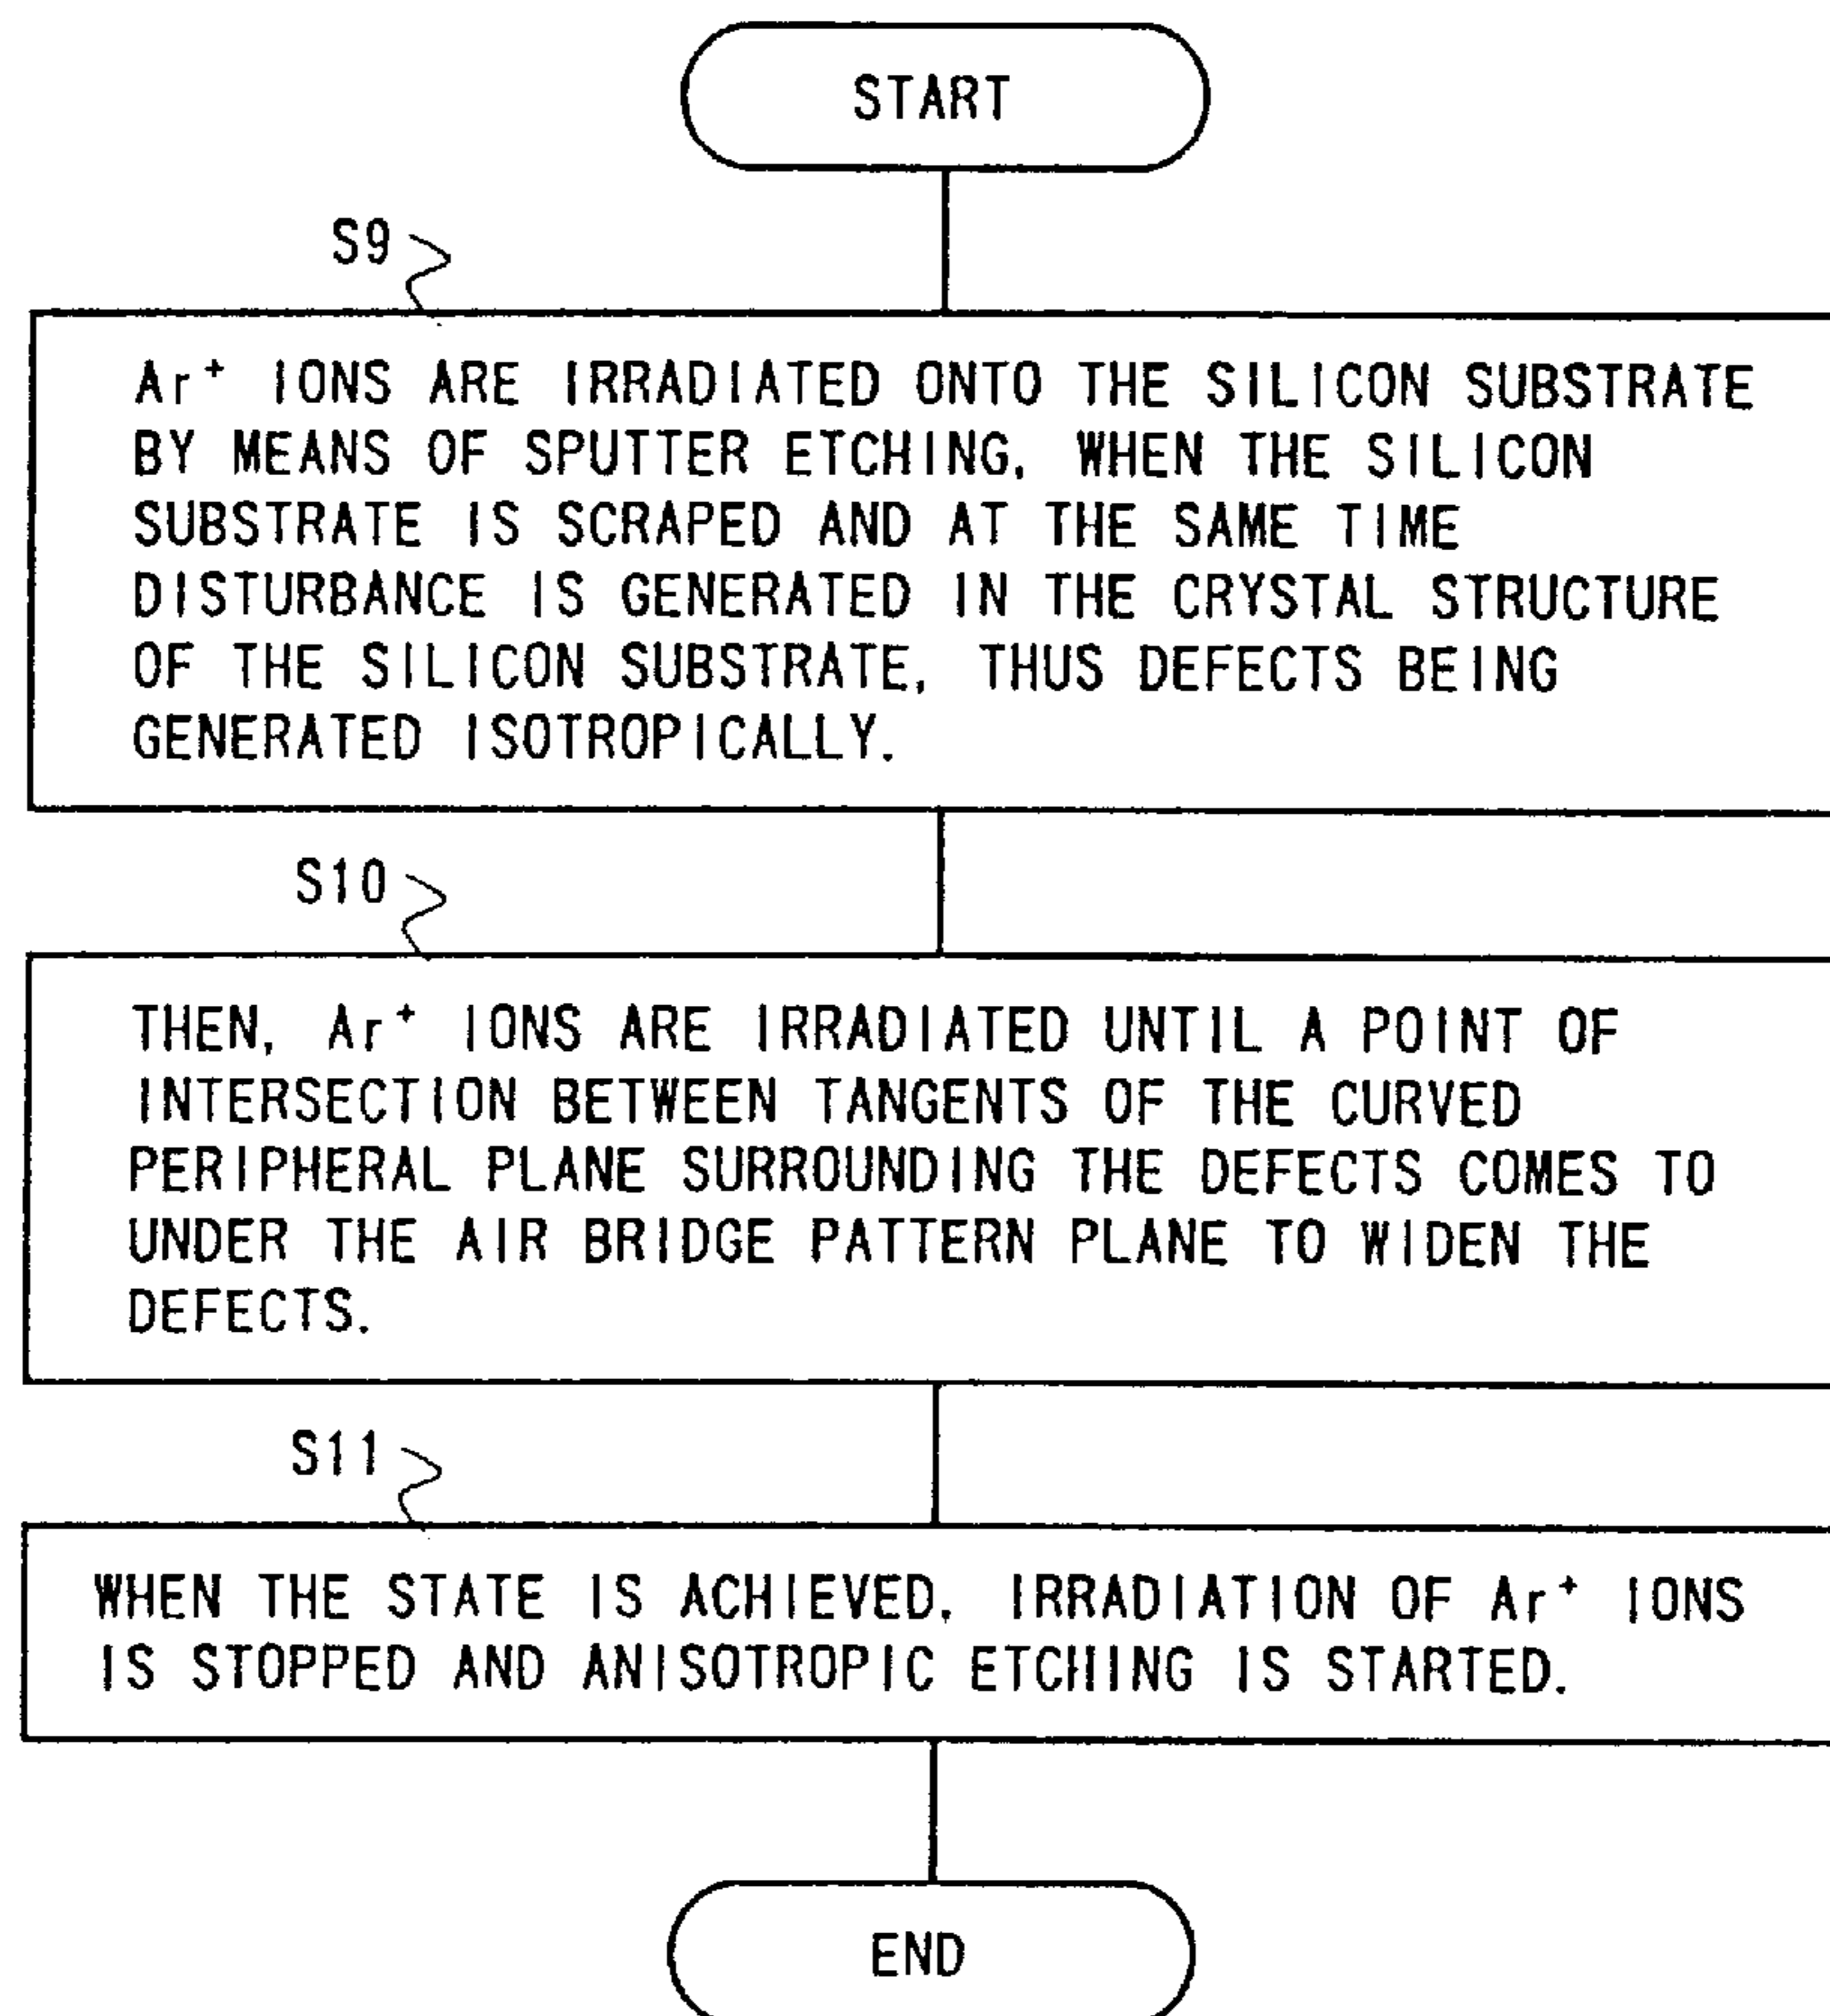 START
S9
Ar⁺ IONS ARE IRRADIATED ONTO THE SILICON SUBSTRATE
BY MEANS OF SPUTTER ETCHING, WHEN THE SILICON
SUBSTRATE IS SCRAPED AND AT THE SAME TIME
DISTURBANCE IS GENERATED IN THE CRYSTAL STRUCTURE
OF THE SILICON SUBSTRATE, THUS DEFECTS BEING
GENERATED ISOTROPICALLY.
S10
THEN, Ar⁺ IONS ARE IRRADIATED UNTIL A POINT OF
INTERSECTION BETWEEN TANGENTS OF THE CURVED
PERIPHERAL PLANE SURROUNDING THE DEFECTS COMES TO
UNDER THE AIR BRIDGE PATTERN PLANE TO WIDEN THE
DEFECTS.
S11
WHEN THE STATE IS ACHIEVED, IRRADIATION OF Ar⁺ IONS
IS STOPPED AND ANISOTROPIC ETCHING IS STARTED.
END